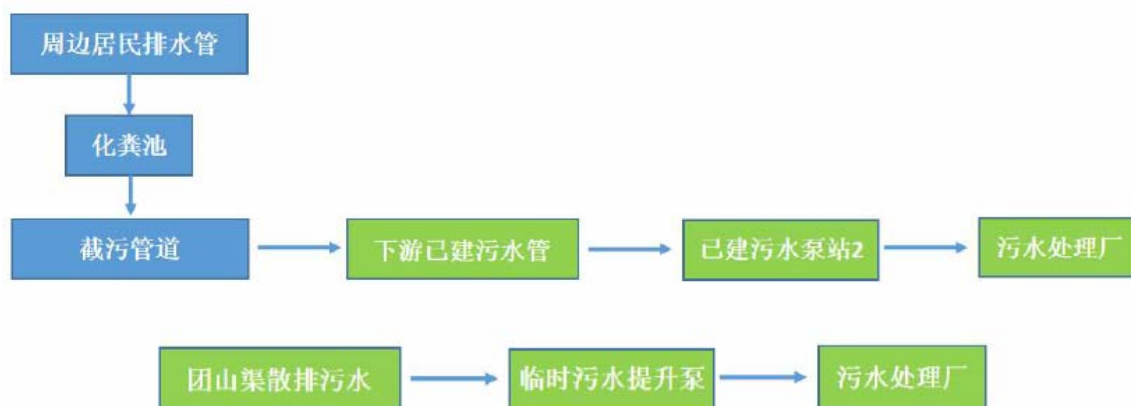 周边居民排水管
化粪池
截污管道
下游已建污水管
已建污水泵站2
污水处理厂
团山渠散排污水
临时污水提升泵
污水处理厂